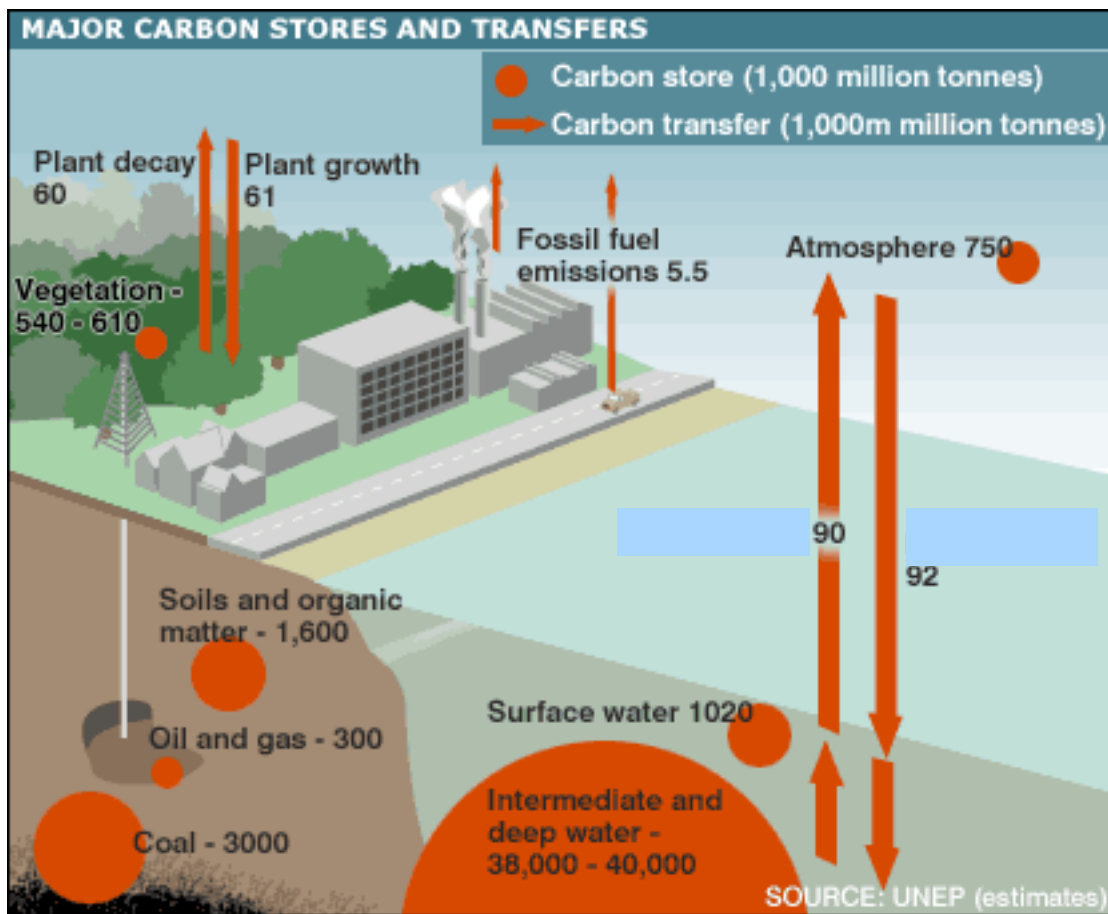 MAJOR CARBON STORES AND TRANSFERS
Carbon store (1,000 million tonnes)
Carbon transfer (1,000m million tonnes)
Plant decay
60
Plant growth
61
Fossil fuel
emissions 5.5
Atmosphere 750
Vegetation -
540 - 610
90
92
Soils and organic
matter - 1,600
Surface water 1020
Oil and gas - 300
Intermediate and
deep water -
38,000 - 40,000
Coal - 3000
SOURCE: UNEP (estimates)